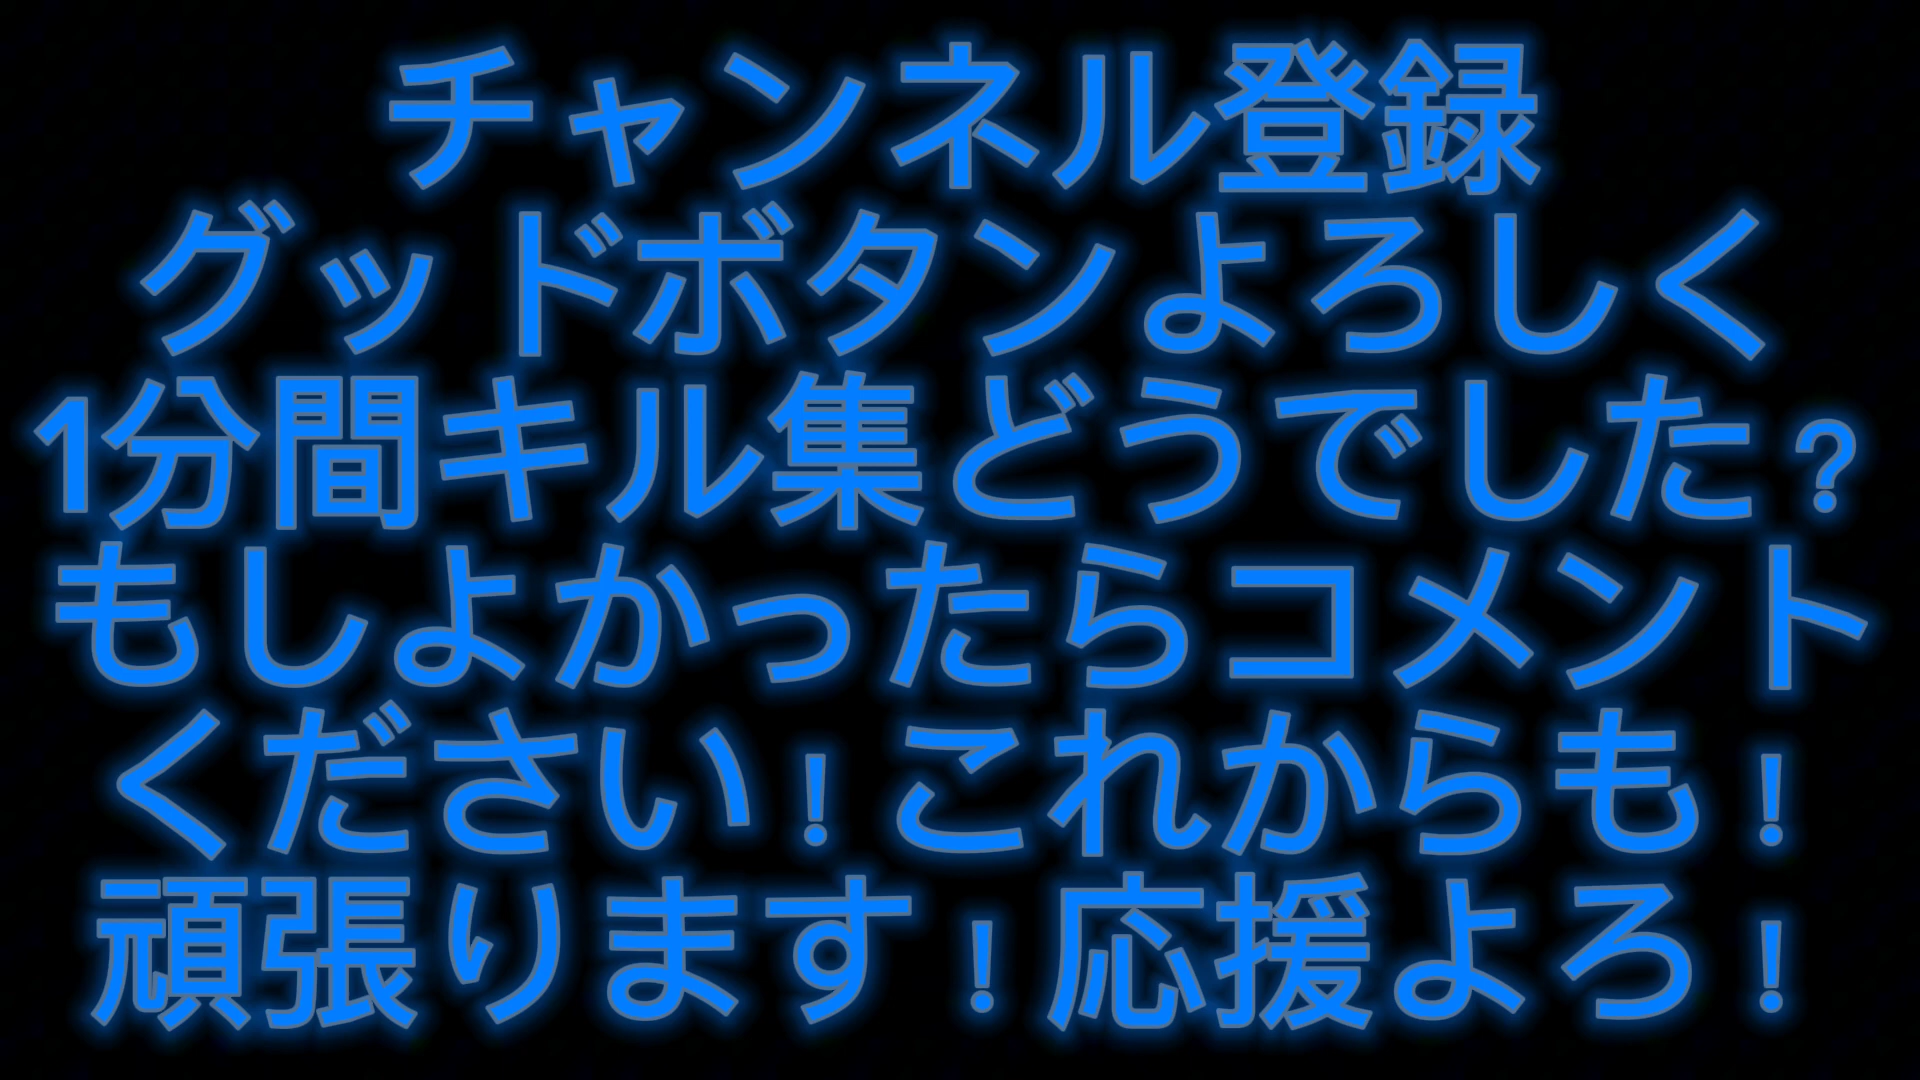 チャンネル登録
グッドボタンよろしく
1分間キル集どうでした?
もしよかったらコメント
ください!これからも!
頑張ります!応援よろ!